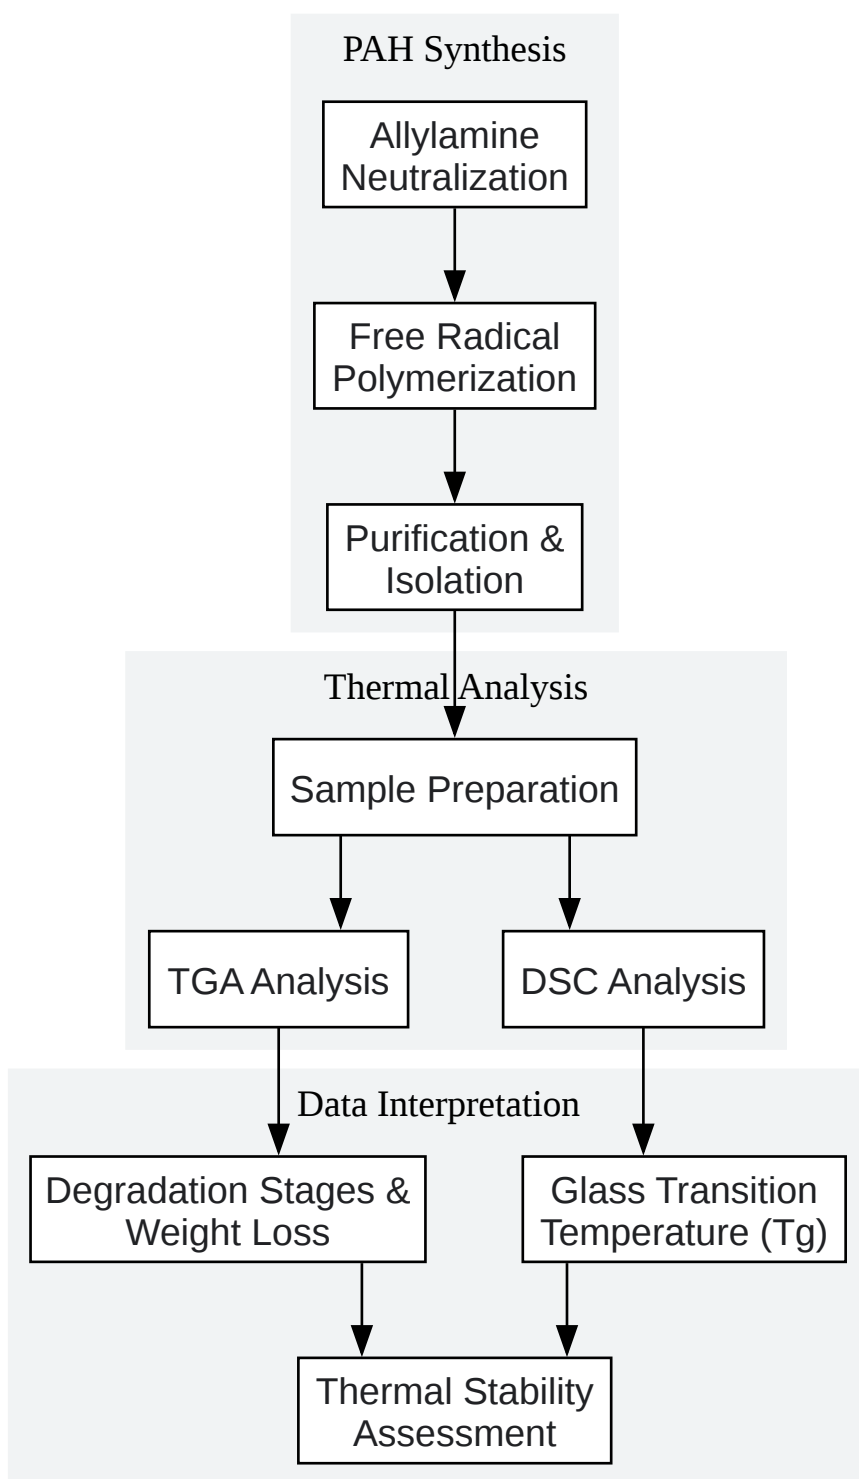 PAH Synthesis
Allylamine
Neutralization
Free Radical
Polymerization
Purification &
Isolation
Thermal Analysis
Sample Preparation
TGA Analysis
DSC Analysis
Data Interpretation
Degradation Stages &
Weight Loss
Glass Transition
Temperature (Tg)
Thermal Stability
Assessment